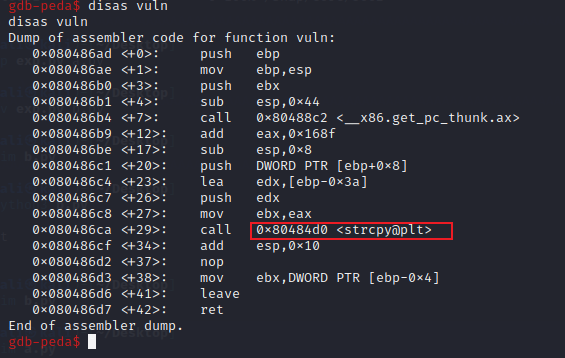 gdb-peda$ disas vuln
disas vuln
Dump of assembler code for function vuln:
0×080486ad <+0>: push ebp
0×080486ae <+1>: mov ebp,esp
0×080486b0 <+3>: push ebx
0×080486b1 <+4>: sub esp,0×44
0×080486b4 <+7>: call 0×80488c2 <__x86.get_pc_thunk.ax>
0×080486b9 <+12>: add eax,0×168f
0×080486be <+17>: sub esp,0×8
0×080486c1 <+20>: push DWORD PTR [ebp+0×8]
0×080486c4 <+23>: lea edx,[ebp-0×3a]
0×080486c7 <+26>: push edx
0×080486c8 <+27>: mov ebx,eax
0×080486ca <+29>: call 0×80484d0 <strcpy@plt>
0×080486cf <+34>: add esp,0×10
0×080486d2 <+37>: nop
0×080486d3 <+38>: mov ebx,DWORD PTR [ebp-0×4]
0×080486d6 <+41>: leave
0×080486d7 <+42>: ret
End of assembler dump.
gdb-peda$